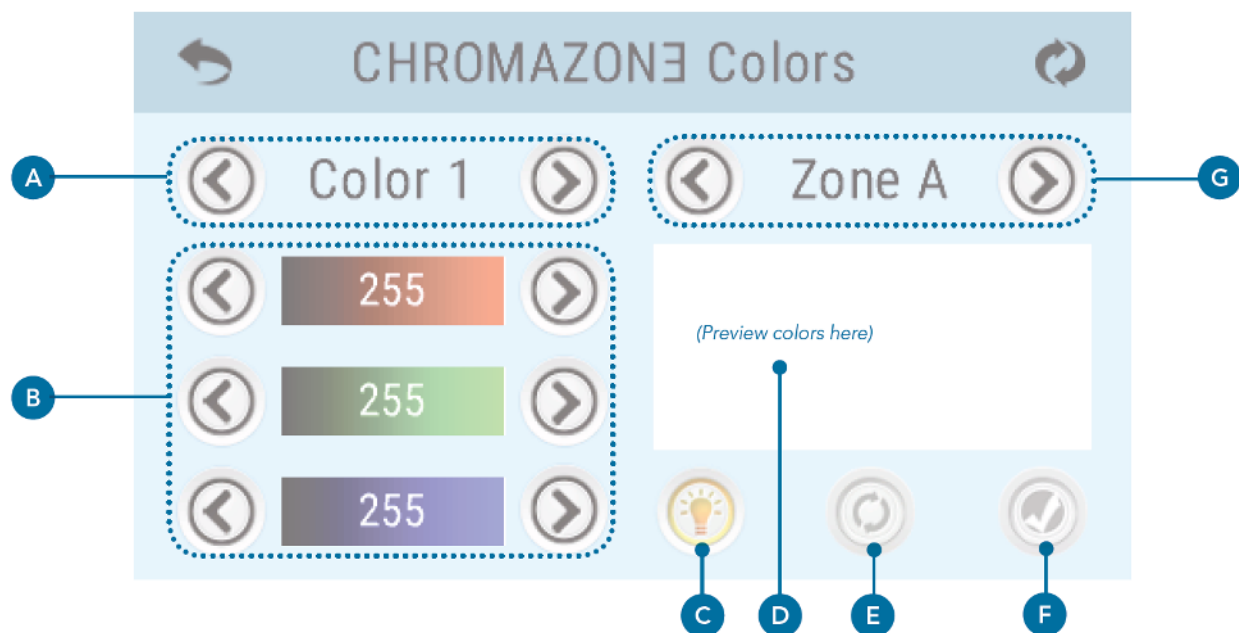 CHROMAZONƎ Colors
A
Color 1
Zone A
G
255
(Preview colors here)
B
255
255
C
D
E
F